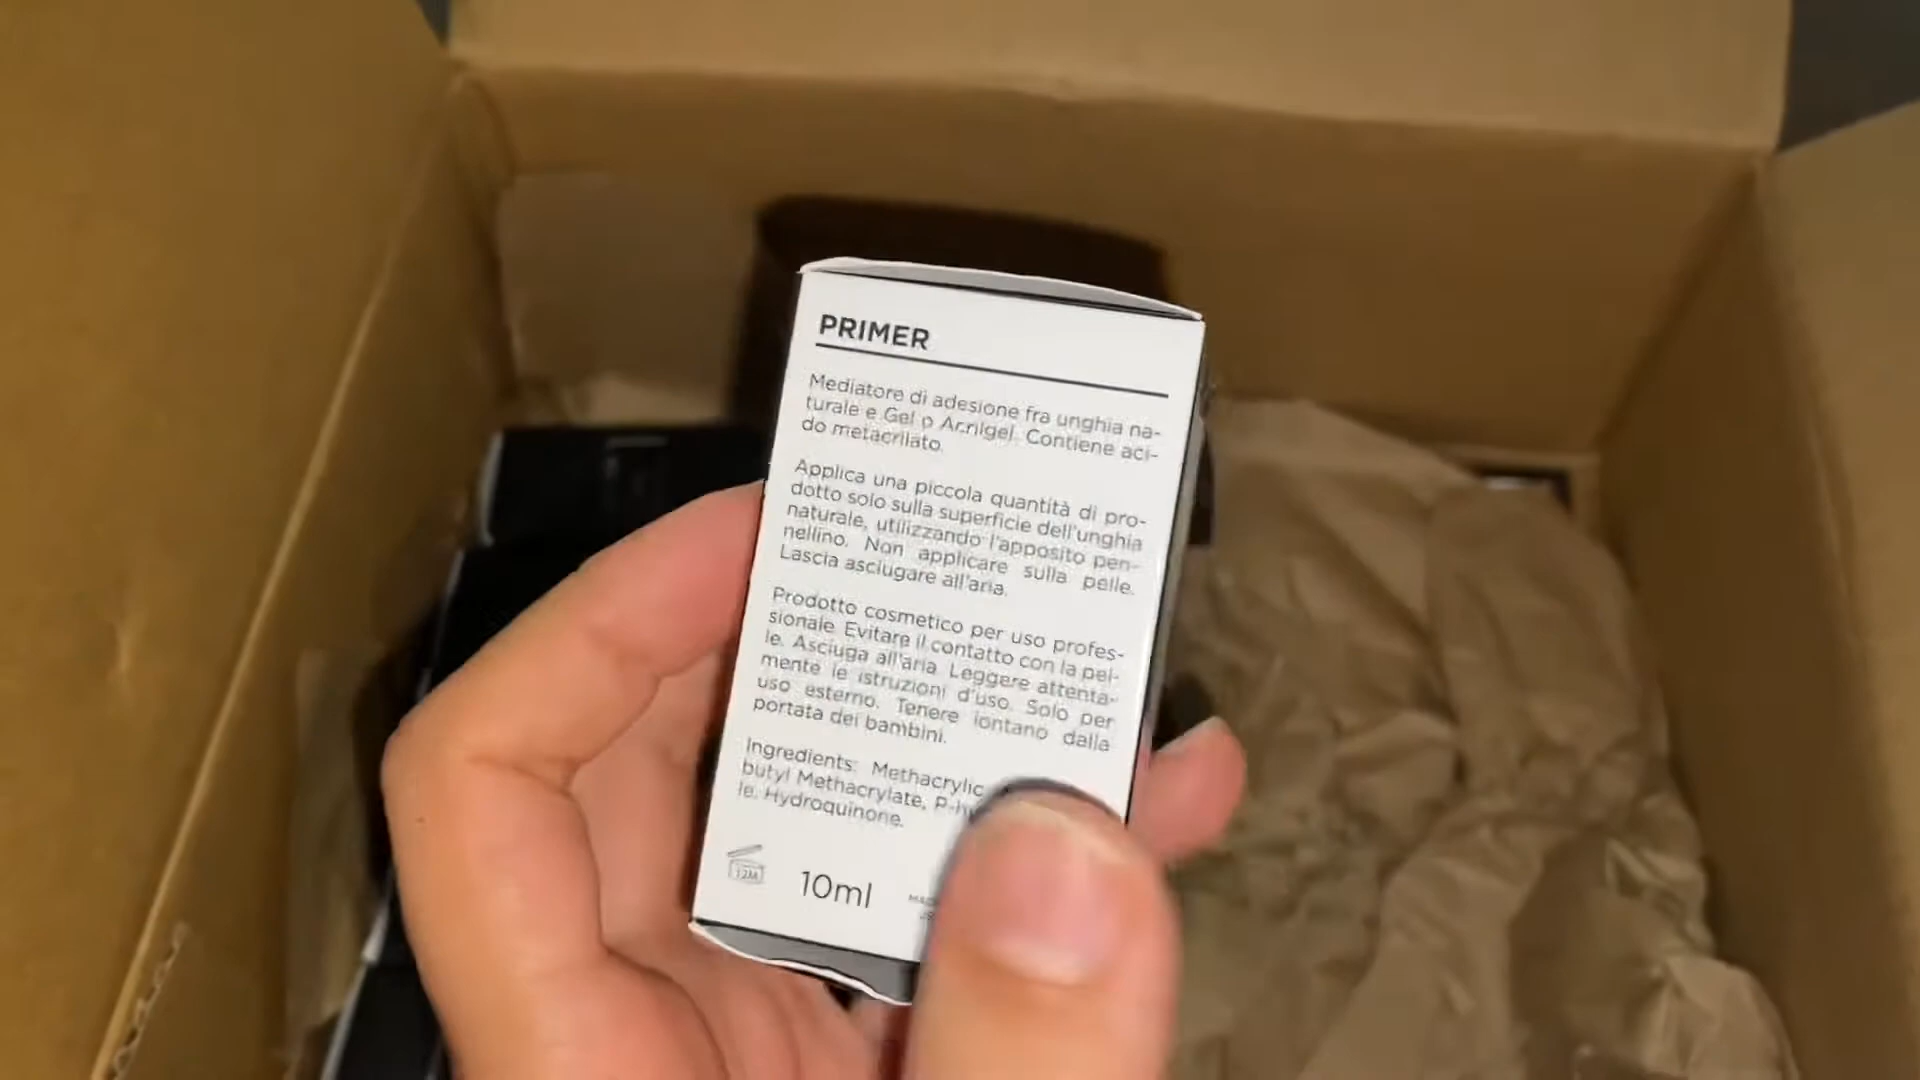 PRIMER
Mediatore di adesione fra unghia na-
turale e Gel o Acrilgel. Contiene aci-
do metacrilato.
Applica una piccola quantità di pro-
dotto solo sulla superficie dell'unghia
naturale, utilizzando l'apposito pen-
nellino. Non applicare sulla pelle.
Lascia asciugare all'aria.
Prodotto cosmetico per uso profes-
sionale Evitare il contatto con la pel-
le. Asciuga all'aria. Leggere attenta-
mente le istruzioni d'uso. Solo per
uso esterno. Tenere lontano dalla
portata dei bambini.
Ingredients: Methacrylic
butyl Methacrylate,
le, Hydroquinone.
12M
10ml